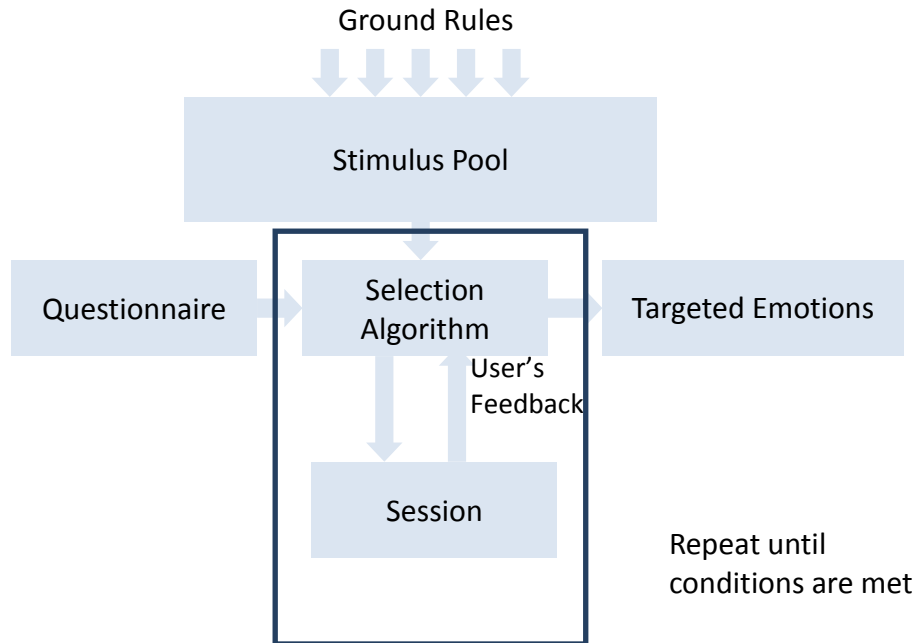 Ground Rules
Stimulus Pool
Questionnaire
Selection
Algorithm
Targeted Emotions
User's
Feedback
Session
Repeat until
conditions are met